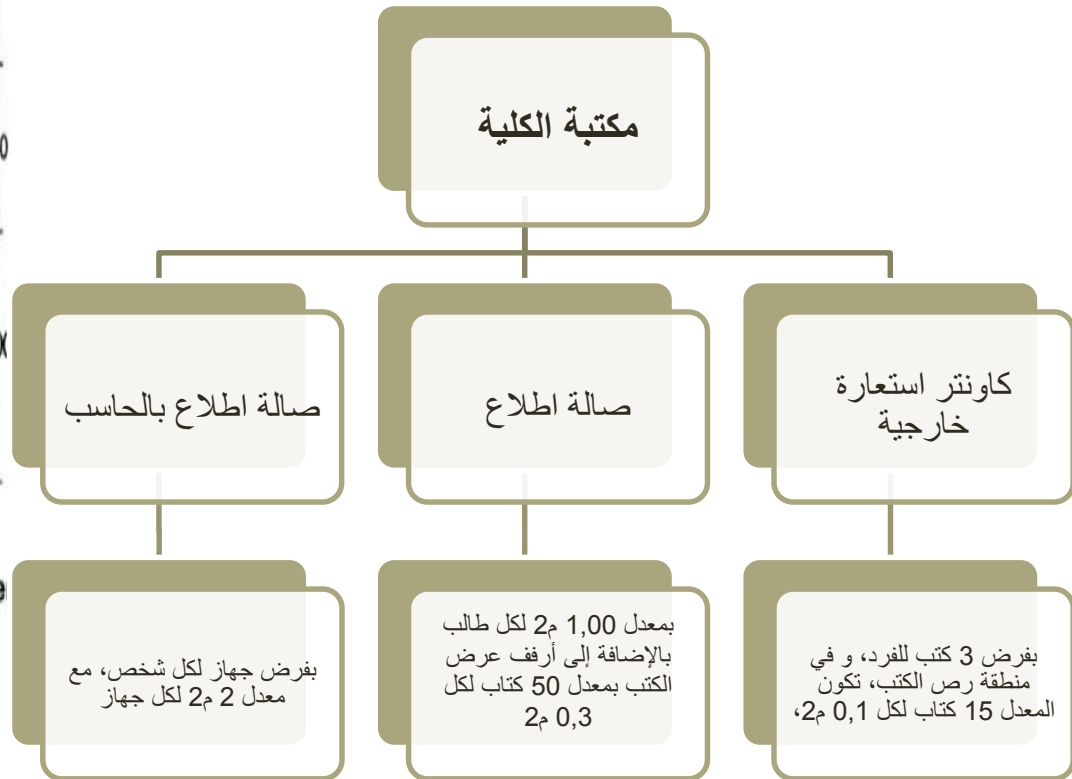 مكتبة الكلية
كاونتر استعارة
خارجية
صالة اطلاع
صالة اطلاع بالحاسب
بفرض 3 كتب للفرد، و في
منطقة رص الكتب، تكون
المعدل 15 كتاب لكل 0,1 م2،
بمعدل 1,00 م2 لكل طالب
بالإضافة إلى أرفف عرض
الكتب بمعدل 50 كتاب لكل
0,3 م2
بفرض جهاز لكل شخص، مع
معدل 2 م2 لكل جهاز